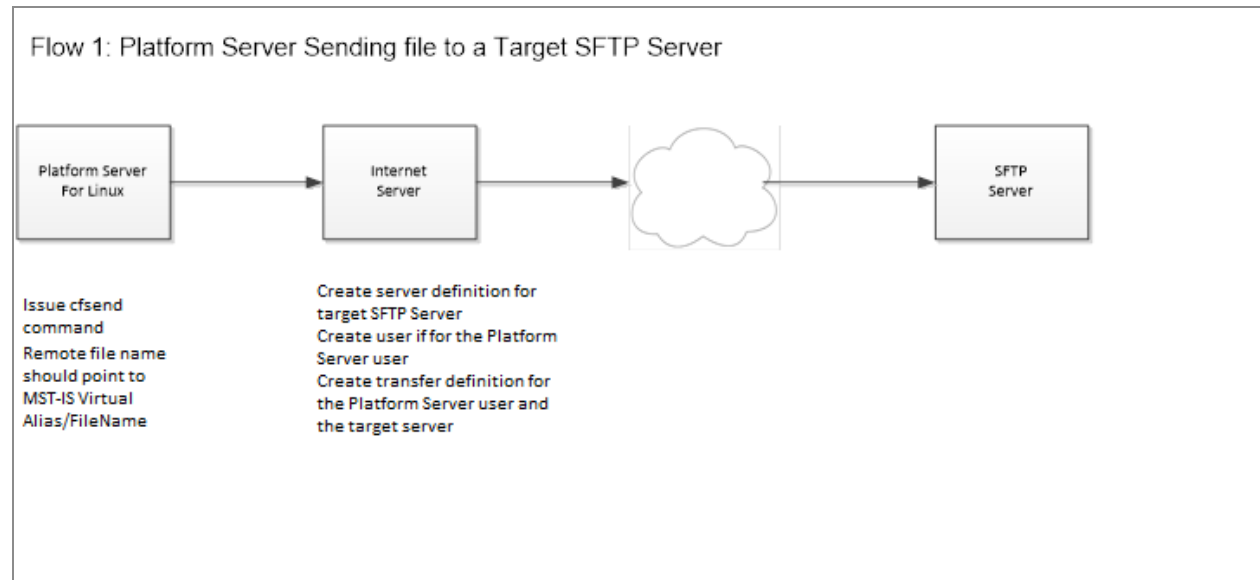 Flow 1: Platform Server Sending file to a Target SFTP Server
Platform Server
For Linux
Internet
Server
SFTP
Server
Issue cfsend
command
Remote file name
should point to
MST-IS Virtual
Alias/FileName
Create server definition for
target SFTP Server
Create user if for the Platform
Server user
Create transfer definition for
the Platform Server user and
the target server